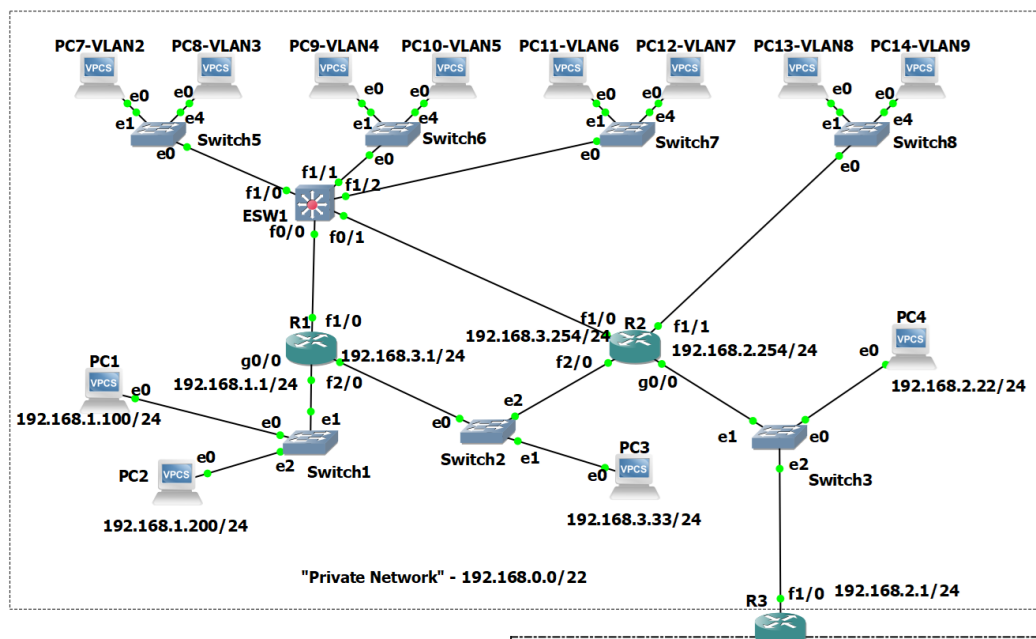 PC7-VLAN2 PC8-VLAN3 PC9-VLAN4 PC10-VLAN5 PC11-VLAN6 PC12-VLAN7 PC13-VLAN8 PC14-VLAN9
VPCS VPCS VPCS VPCS VPCS VPCS VPCS VPCS
e0 e0 e0 e0 e0 e0 e0 e0
e1 e4 e1 e4 e1 e4 e1 e4
Switch5 Switch6 Switch7 Switch8
e0 e0 e0 e0
f1/1
f1/0 f1/2
ESW1
f0/0 f0/1
R1 f1/0
f1/0 R2 f1/1
192.168.3.254/24
192.168.2.254/24
PC4
VPCS
e0
192.168.2.22/24
g0/0 192.168.3.1/24
192.168.1.1/24 f2/0
f2/0 g0/0
PC1
VPCS
e0
192.168.1.100/24
e0 e1
e2
Switch1
PC2 e0
VPCS
192.168.1.200/24
e0 e2
Switch2 e1
PC3
e0 VPCS
192.168.3.33/24
e1 e0
e2 Switch3
"Private Network" - 192.168.0.0/22
R3 f1/0 192.168.2.1/24